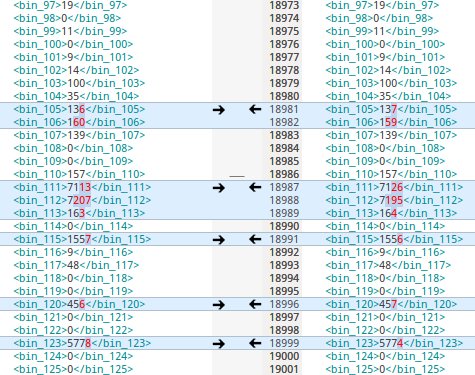 <bin_97>19</bin_97> 18973 <bin_97>19</bin_97>
<bin_98>0</bin_98> 18974 <bin_98>0</bin_98>
<bin_99>11</bin_99> 18975 <bin_99>11</bin_99>
<bin_100>0</bin_100> 18976 <bin_100>0</bin_100>
<bin_101>9</bin_101> 18977 <bin_101>9</bin_101>
<bin_102>14</bin_102> 18978 <bin_102>14</bin_102>
<bin_103>100</bin_103> 18979 <bin_103>100</bin_103>
<bin_104>35</bin_104> 18980 <bin_104>35</bin_104>
<bin_105>136</bin_105> 18981 <bin_105>137</bin_105>
<bin_106>160</bin_106> 18982 <bin_106>159</bin_106>
<bin_107>139</bin_107> 18983 <bin_107>139</bin_107>
<bin_108>0</bin_108> 18984 <bin_108>0</bin_108>
<bin_109>0</bin_109> 18985 <bin_109>0</bin_109>
<bin_110>157</bin_110> 18986 <bin_110>157</bin_110>
<bin_111>7113</bin_111> 18987 <bin_111>7126</bin_111>
<bin_112>7207</bin_112> 18988 <bin_112>7195</bin_112>
<bin_113>163</bin_113> 18989 <bin_113>164</bin_113>
<bin_114>0</bin_114> 18990 <bin_114>0</bin_114>
<bin_115>1557</bin_115> 18991 <bin_115>1556</bin_115>
<bin_116>9</bin_116> 18992 <bin_116>9</bin_116>
<bin_117>48</bin_117> 18993 <bin_117>48</bin_117>
<bin_118>0</bin_118> 18994 <bin_118>0</bin_118>
<bin_119>0</bin_119> 18995 <bin_119>0</bin_119>
<bin_120>456</bin_120> 18996 <bin_120>457</bin_120>
<bin_121>0</bin_121> 18997 <bin_121>0</bin_121>
<bin_122>0</bin_122> 18998 <bin_122>0</bin_122>
<bin_123>5778</bin_123> 18999 <bin_123>5774</bin_123>
<bin_124>0</bin_124> 19000 <bin_124>0</bin_124>
<bin_125>0</bin_125> 19001 <bin_125>0</bin_125>